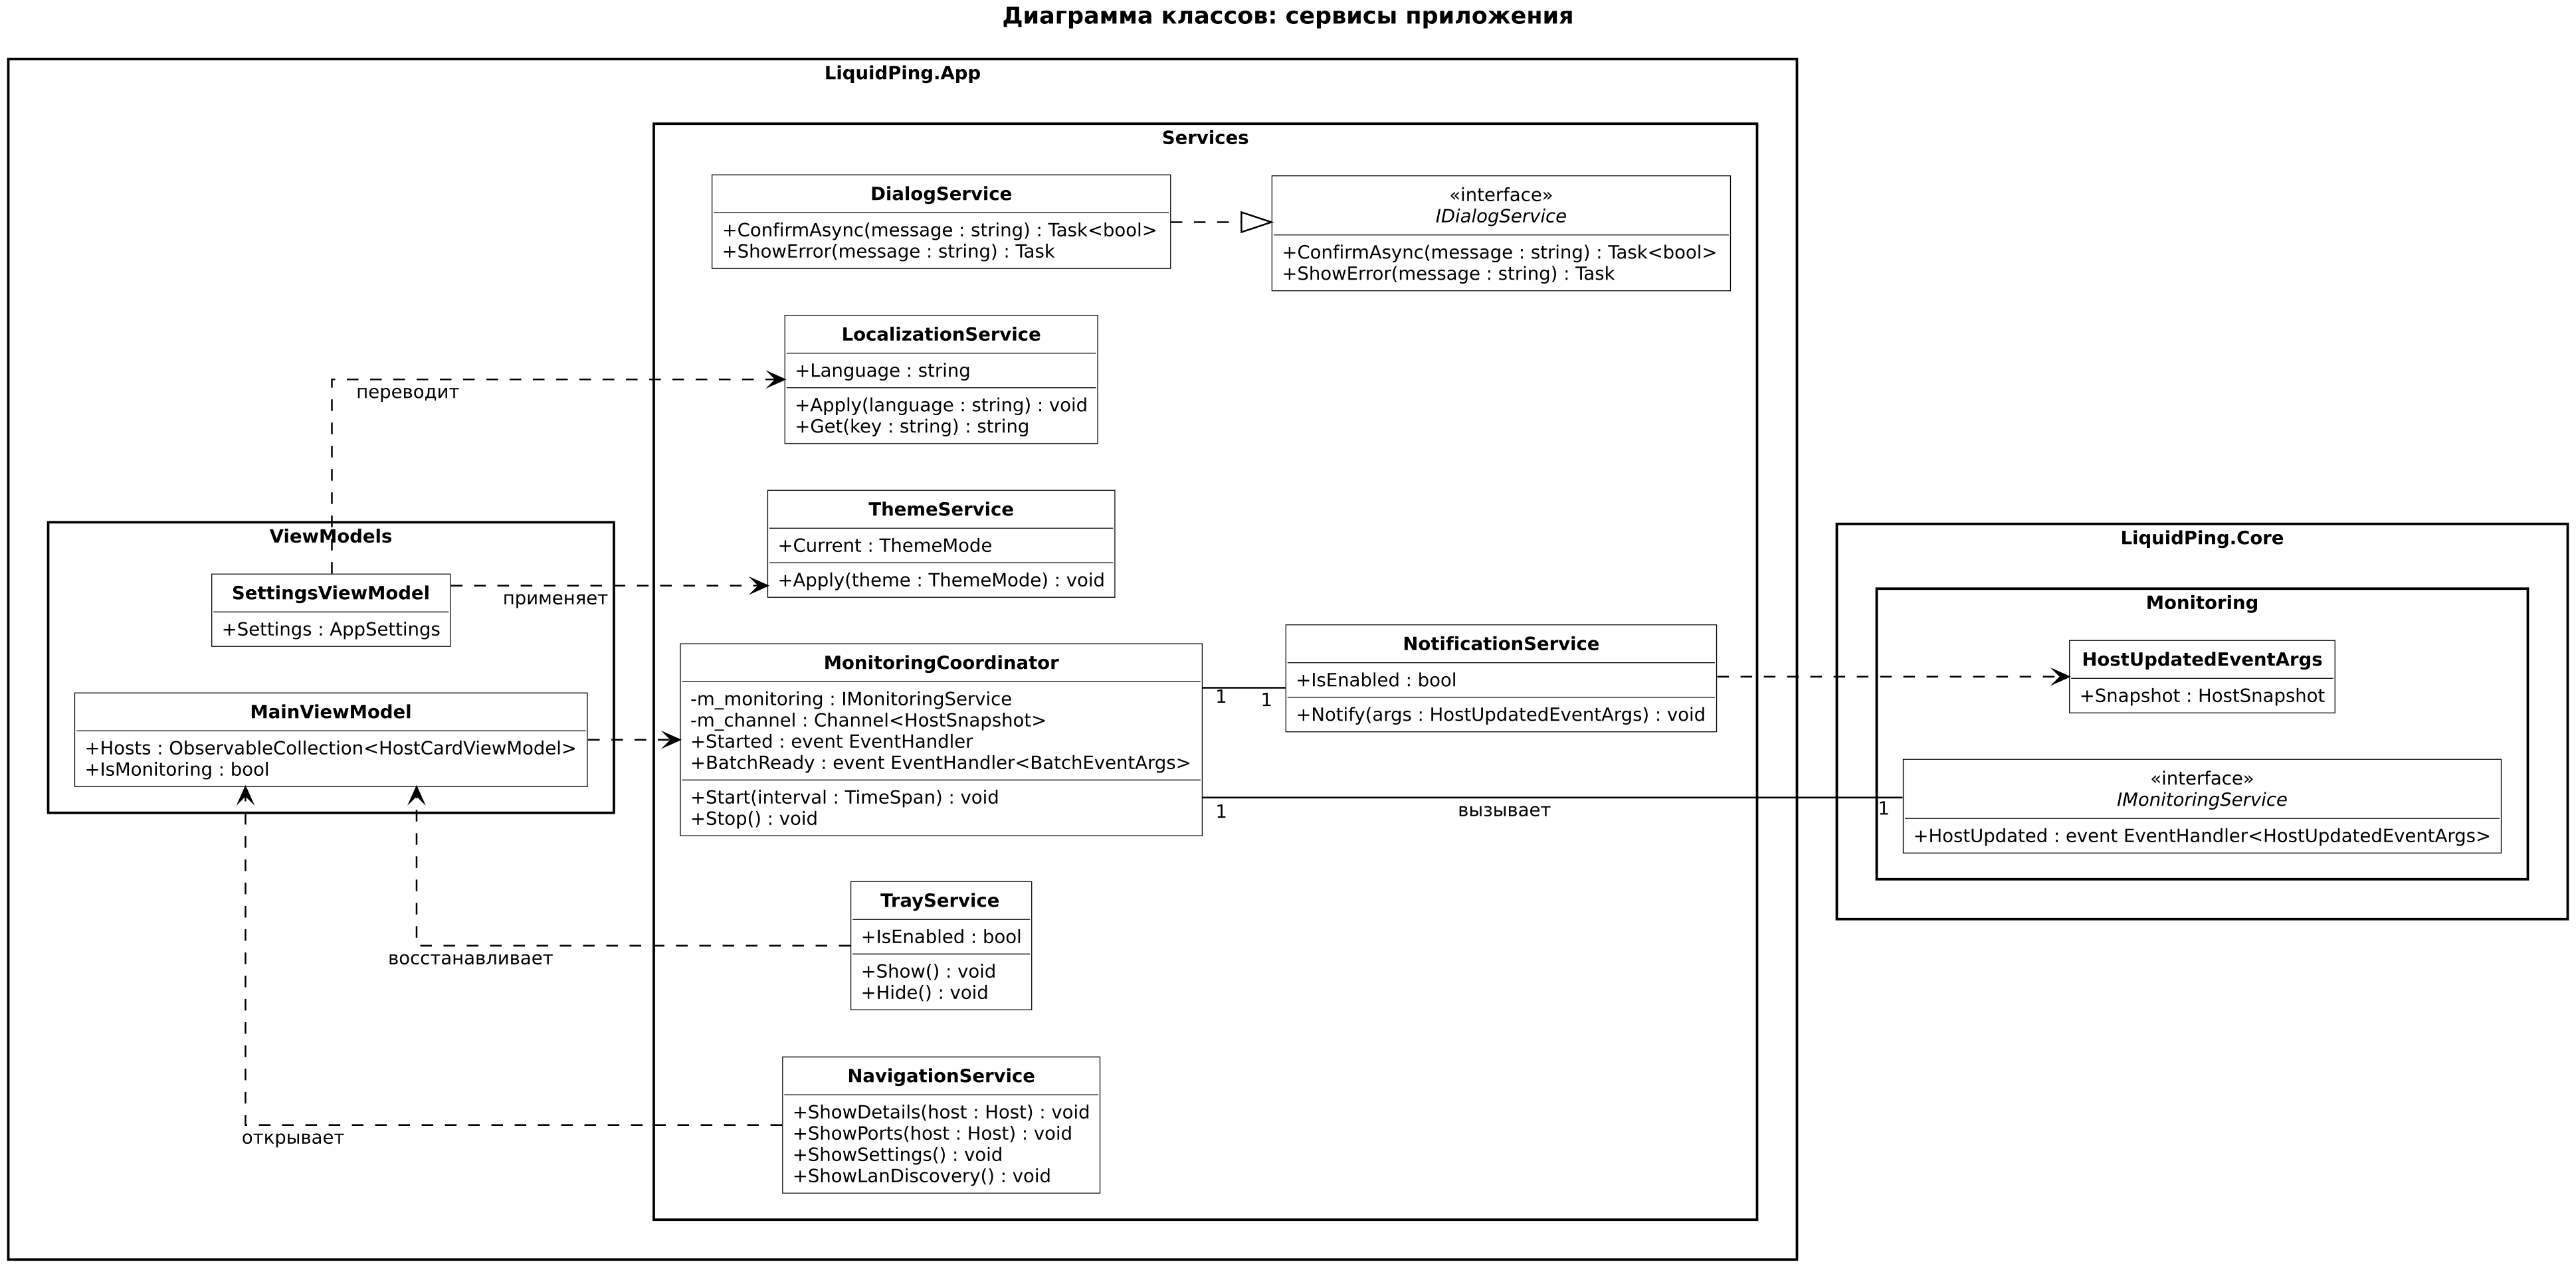 Диаграмма классов: сервисы приложения
LiquidPing.App
Services
DialogService
+ConfirmAsync(message : string) : Task<bool>
+ShowError(message : string) : Task
«interface»
IDialogService
+ConfirmAsync(message : string) : Task<bool>
+ShowError(message : string) : Task
LocalizationService
+Language : string
+Apply(language : string) : void
+Get(key : string) : string
переводит
ThemeService
+Current : ThemeMode
+Apply(theme : ThemeMode) : void
ViewModels
SettingsViewModel
+Settings : AppSettings
применяет
MainViewModel
+Hosts : ObservableCollection<HostCardViewModel>
+IsMonitoring : bool
MonitoringCoordinator
-m_monitoring : IMonitoringService
-m_channel : Channel<HostSnapshot>
+Started : event EventHandler
+BatchReady : event EventHandler<BatchEventArgs>
+Start(interval : TimeSpan) : void
+Stop() : void
1
1
NotificationService
+IsEnabled : bool
+Notify(args : HostUpdatedEventArgs) : void
1
вызывает
1
LiquidPing.Core
Monitoring
HostUpdatedEventArgs
+Snapshot : HostSnapshot
«interface»
IMonitoringService
+HostUpdated : event EventHandler<HostUpdatedEventArgs>
TrayService
+IsEnabled : bool
+Show() : void
+Hide() : void
восстанавливает
NavigationService
+ShowDetails(host : Host) : void
+ShowPorts(host : Host) : void
+ShowSettings() : void
+ShowLanDiscovery() : void
открывает